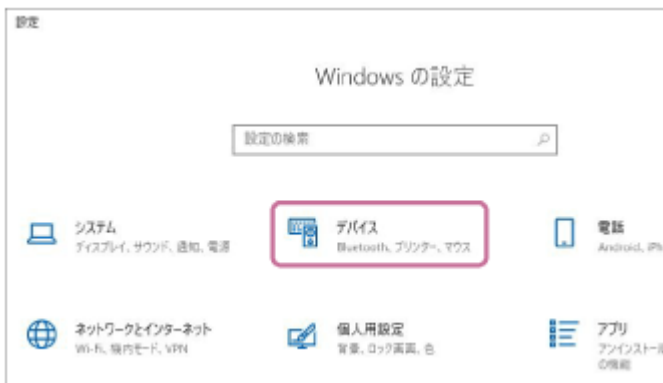 設定
Windows の設定
設定の検索
システム
ディスプレイ、サウンド、通知、電源
デバイス
Bluetooth、プリンター、マウス
電話
Android、iPh
ネットワークとインターネット
Wi-Fi、機内モード、VPN
個人用設定
背景、ロック画面、色
アプリ
アンインストール
の機能